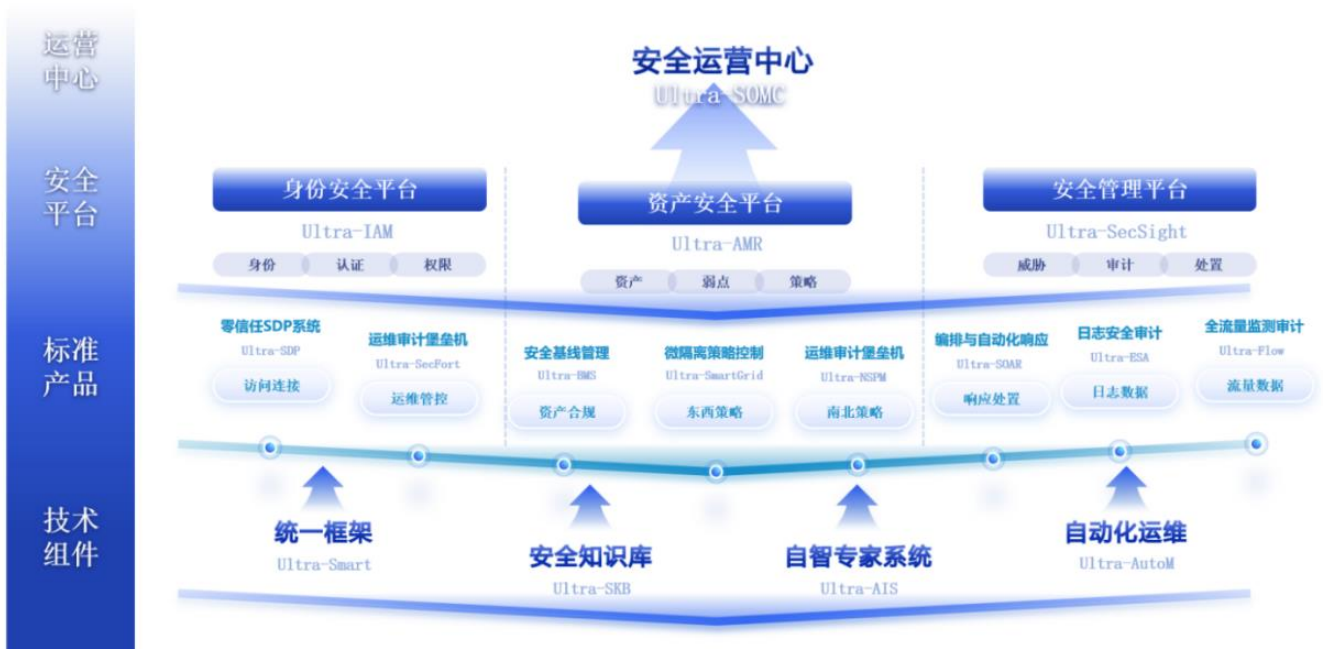 运营
中心
安全运营中心
Ultra-SOMC
安全
平台
身份安全平台
Ultra-IAM
身份 认证 权限
资产安全平台
Ultra-AMR
资产 弱点 策略
安全管理平台
Ultra-SecSight
威胁 审计 处置
标准
产品
零信任SDP系统
Ultra-SDP
访问连接
运维审计堡垒机
Ultra-SecFort
运维管控
安全基线管理
Ultra-BMS
资产合规
微隔离策略控制
Ultra-SmartGrid
东西策略
运维审计堡垒机
Ultra-NSPM
南北策略
编排与自动化响应
Ultra-SOAR
响应处置
日志安全审计
Ultra-ESA
日志数据
全流量监测审计
Ultra-Flow
流量数据
技术
组件
统一框架
Ultra-Smart
安全知识库
Ultra-SKB
自智专家系统
Ultra-AIS
自动化运维
Ultra-AutoM